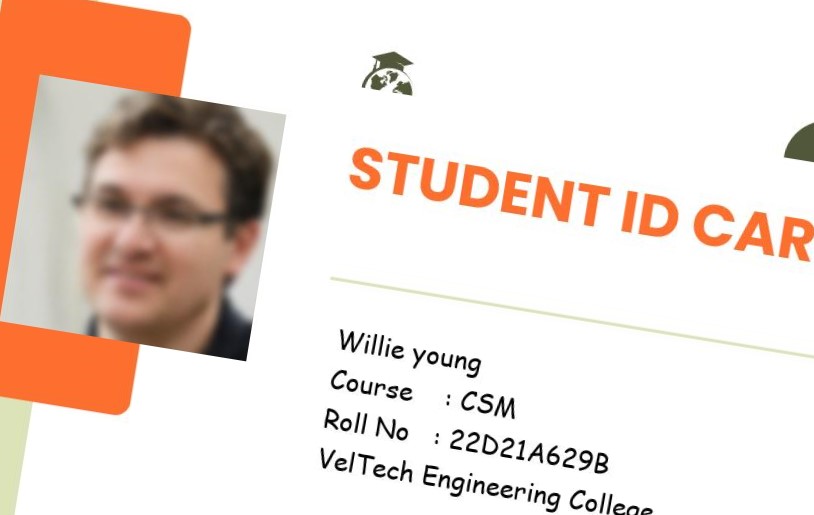 STUDENT ID CAR
Willie young
Course : CSM
Roll No : 22D21A629B
VelTech Engineering College